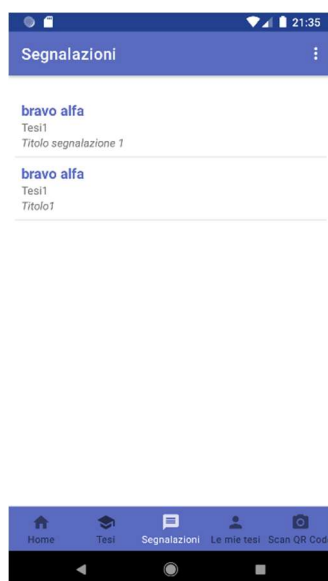 21:35
Segnalazioni
bravo alfa
Tesi1
Titolo segnalazione 1
bravo alfa
Tesi1
Titolo1
Home Tesi Segnalazioni Le mie tesi Scan QR Cod